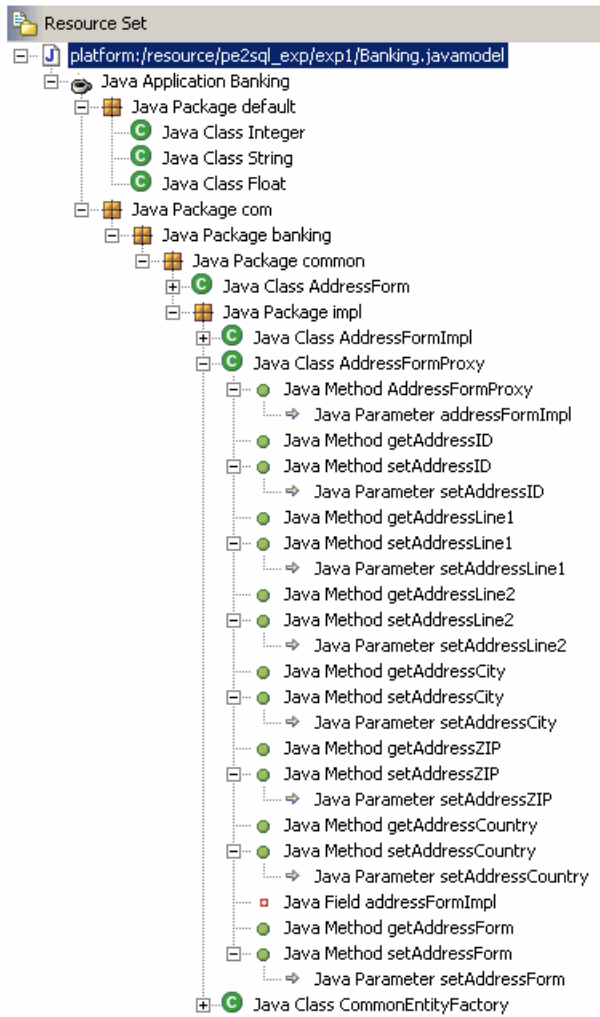 Resource Set
platform:/resource/pe2sql_exp/exp1/Banking.javamodel
Java Application Banking
Java Package default
Java Class Integer
Java Class String
Java Class Float
Java Package com
Java Package banking
Java Package common
Java Class AddressForm
Java Package impl
Java Class AddressFormImpl
Java Class AddressFormProxy
Java Method AddressFormProxy
Java Parameter addressFormImpl
Java Method getAddressID
Java Method setAddressID
Java Parameter setAddressID
Java Method getAddressLine1
Java Method setAddressLine1
Java Parameter setAddressLine1
Java Method getAddressLine2
Java Method setAddressLine2
Java Parameter setAddressLine2
Java Method getAddressCity
Java Method setAddressCity
Java Parameter setAddressCity
Java Method getAddressZIP
Java Method setAddressZIP
Java Parameter setAddressZIP
Java Method getAddressCountry
Java Method setAddressCountry
Java Parameter setAddressCountry
Java Field addressFormImpl
Java Method getAddressForm
Java Method setAddressForm
Java Parameter setAddressForm
Java Class CommonEntityFactory